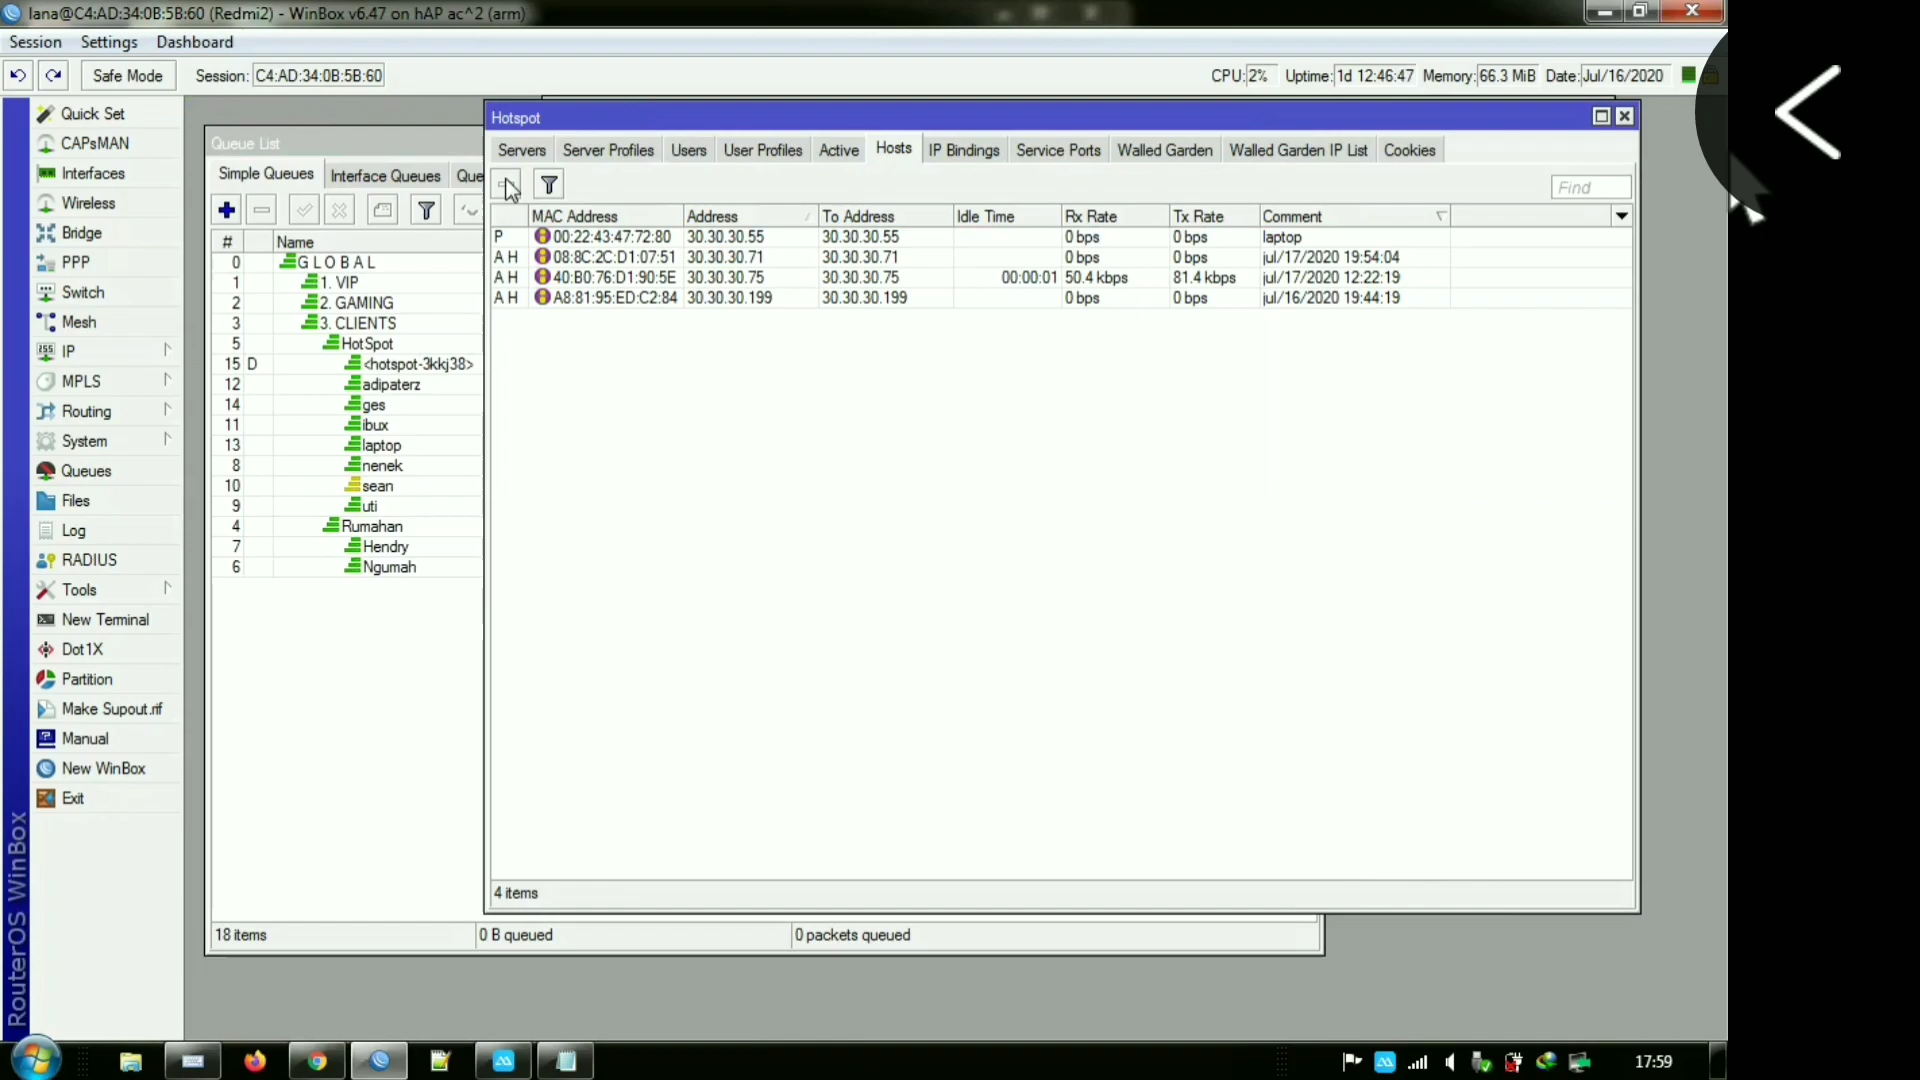 lana@C4:AD:34:0B:5B:60 (Redmi2) - WinBox v6.47 on hAP ac^2 (arm)
Session Settings Dashboard
Safe Mode Session: C4:AD:34:0B:5B:60 CPU: 2% Uptime: 1d 12:46:47 Memory: 66.3 MiB Date: Jul/16/2020
Quick Set
CAPsMAN
Interfaces
Wireless
Bridge
PPP
Switch
Mesh
IP
MPLS
Routing
System
Queues
Files
Log
RADIUS
Tools
New Terminal
Dot1X
Partition
Make Supout.rif
Manual
New WinBox
Exit
RouterOS WinBox
Queue List
Simple Queues Interface Queues Que
# Name
0 G L O B A L
1 1. VIP
2 2. GAMING
3 3. CLIENTS
5 HotSpot
15 D <hotspot-3kkj38>
12 adipaterz
14 ges
11 ibux
13 laptop
8 nenek
10 sean
9 uti
4 Rumahan
7 Hendry
6 Ngumah
18 items 0 B queued 0 packets queued
Hotspot
Servers Server Profiles Users User Profiles Active Hosts IP Bindings Service Ports Walled Garden Walled Garden IP List Cookies
Find
MAC Address Address To Address Idle Time Rx Rate Tx Rate Comment
P 00:22:43:47:72:80 30.30.30.55 30.30.30.55 0 bps 0 bps laptop
A H 08:8C:2C:D1:07:51 30.30.30.71 30.30.30.71 0 bps 0 bps jul/17/2020 19:54:04
A H 40:B0:76:D1:90:5E 30.30.30.75 30.30.30.75 00:00:01 50.4 kbps 81.4 kbps jul/17/2020 12:22:19
A H A8:81:95:ED:C2:84 30.30.30.199 30.30.30.199 0 bps 0 bps jul/16/2020 19:44:19
4 items
17:59